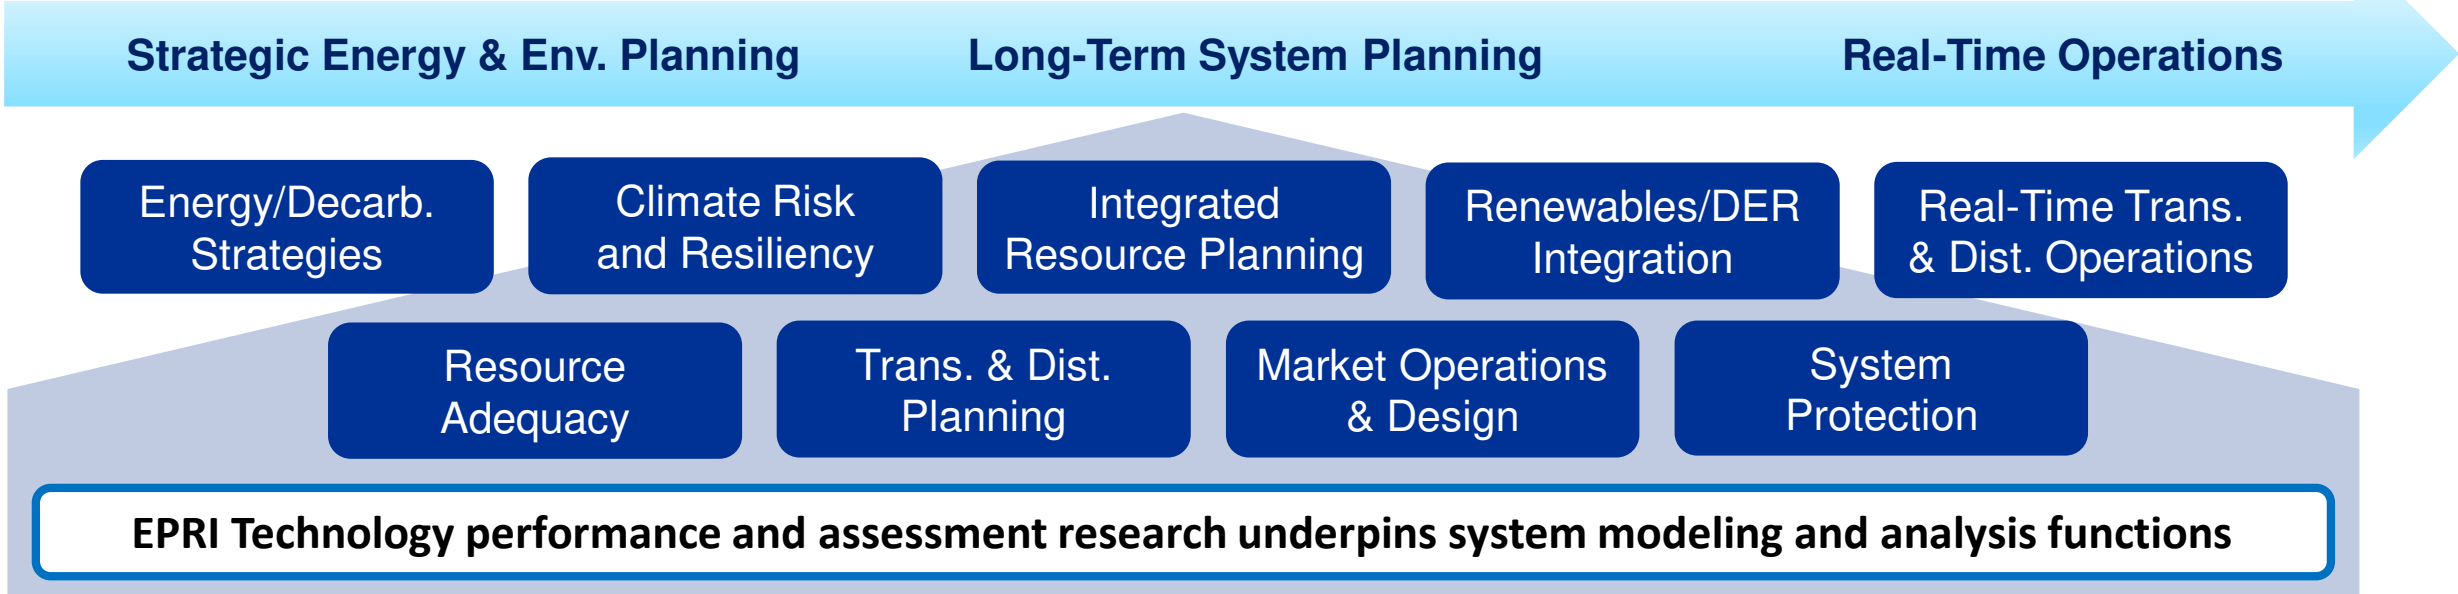 Strategic Energy & Env. Planning
Long-Term System Planning
Real-Time Operations
Energy/Decarb.
Strategies
Climate Risk
and Resiliency
Integrated
Resource Planning
Renewables/DER
Integration
Real-Time Trans.
& Dist. Operations
Resource
Adequacy
Trans. & Dist.
Planning
Market Operations
& Design
System
Protection
EPRI Technology performance and assessment research underpins system modeling and analysis functions